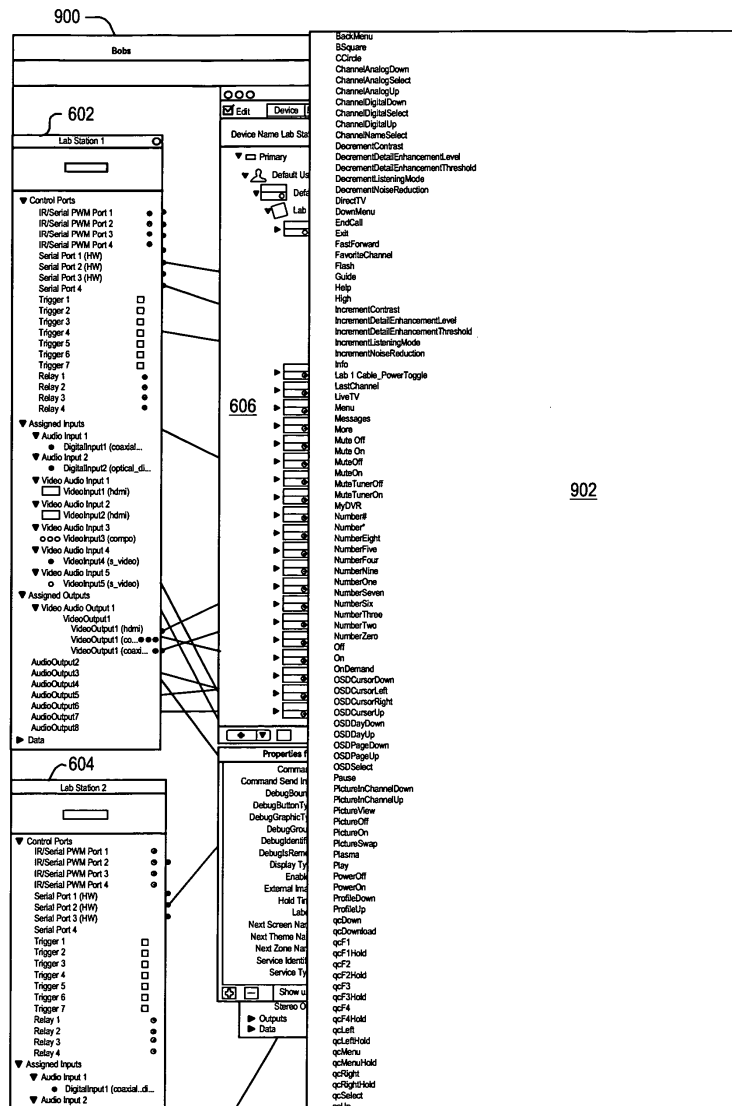 900
Bobs
602
Lab Station 1
▼ Control Ports
IR/Serial PWM Port 1
IR/Serial PWM Port 2
IR/Serial PWM Port 3
IR/Serial PWM Port 4
Serial Port 1 (HW)
Serial Port 2 (HW)
Serial Port 3 (HW)
Serial Port 4
Trigger 1
Trigger 2
Trigger 3
Trigger 4
Trigger 5
Trigger 6
Trigger 7
Relay 1
Relay 2
Relay 3
Relay 4
▼ Assigned Inputs
▼ Audio Input 1
DigitalInput1 (coaxial...
▼ Audio Input 2
DigitalInput2 (optical_di...
▼ Video Audio Input 1
VideoInput1 (hdmi)
▼ Video Audio Input 2
VideoInput2 (hdmi)
▼ Video Audio Input 3
VideoInput3 (compo)
▼ Video Audio Input 4
VideoInput4 (s_video)
▼ Video Audio Input 5
VideoInput5 (s_video)
▼ Assigned Outputs
▼ Video Audio Output 1
VideoOutput1
VideoOutput1 (hdmi)
VideoOutput1 (co...
VideoOutput1 (coaxi...
AudioOutput2
AudioOutput3
AudioOutput4
AudioOutput5
AudioOutput6
AudioOutput7
AudioOutput8
▶ Data
604
Lab Station 2
▼ Control Ports
IR/Serial PWM Port 1
IR/Serial PWM Port 2
IR/Serial PWM Port 3
IR/Serial PWM Port 4
Serial Port 1 (HW)
Serial Port 2 (HW)
Serial Port 3 (HW)
Serial Port 4
Trigger 1
Trigger 2
Trigger 3
Trigger 4
Trigger 5
Trigger 6
Trigger 7
Relay 1
Relay 2
Relay 3
Relay 4
▼ Assigned Inputs
▼ Audio Input 1
DigitalInput1 (coaxial_di...
▼ Audio Input 2
Edit Device
Device Name Lab Sta
▼ Primary
▼ Default Us
▼ Defa
▼ Lab
606
Properties f
Comma
Command Send In
DebugBoun
DebugButtonTy
DebugGraphicT
DebugGrou
DebugIdentif
DebugIsReme
Display Ty
Enable
External Ima
Hold Tim
Labe
Next Screen Na
Next Theme Na
Next Zone Nar
Service Identif
Service Ty
Show u
Stereo O
▶ Outputs
▶ Data
BackMenu
BSquare
CCircle
ChannelAnalogDown
ChannelAnalogSelect
ChannelAnalogUp
ChannelDigitalDown
ChannelDigitalSelect
ChannelDigitalUp
ChannelNameSelect
DecrementContrast
DecrementDetailEnhancementLevel
DecrementDetailEnhancementThreshold
DecrementListeningMode
DecrementNoiseReduction
DirectTV
DownMenu
EndCall
Exit
FastForward
FavoriteChannel
Flash
Guide
Help
High
IncrementContrast
IncrementDetailEnhancementLevel
IncrementDetailEnhancementThreshold
IncrementListeningMode
IncrementNoiseReduction
Info
Lab 1 Cable_PowerToggle
LastChannel
LiveTV
Menu
Messages
More
Mute Off
Mute On
MuteOff
MuteOn
MuteTunerOff
MuteTunerOn
MyDVR
Number#
Number*
NumberEight
NumberFive
NumberFour
NumberNine
NumberOne
NumberSeven
NumberSix
NumberThree
NumberTwo
NumberZero
Off
On
OnDemand
OSDCursorDown
OSDCursorLeft
OSDCursorRight
OSDCursorUp
OSDDayDown
OSDDayUp
OSDPageDown
OSDPageUp
OSDSelect
Pause
PictureInChannelDown
PictureInChannelUp
PictureView
PictureOff
PictureOn
PictureSwap
Plasma
Play
PowerOff
PowerOn
ProfileDown
ProfileUp
qcDown
qcDownload
qcF1
qcF1Hold
qcF2
qcF2Hold
qcF3
qcF3Hold
qcF4
qcF4Hold
qcLeft
qcLeftHold
qcMenu
qcMenuHold
qcRight
qcRightHold
qcSelect
902